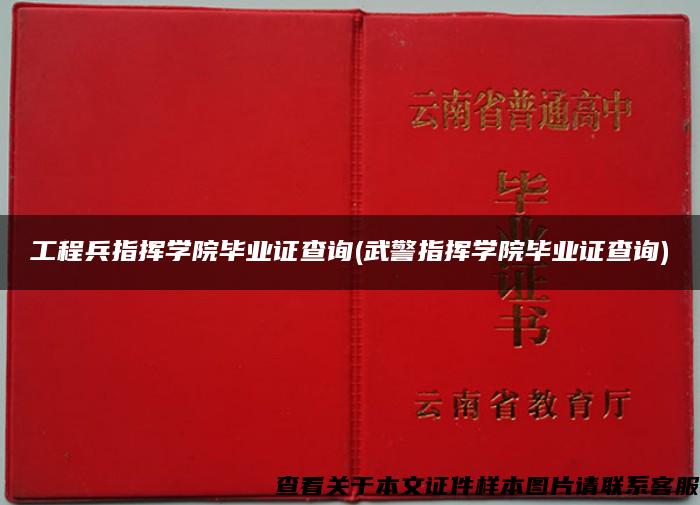 云南省普通高中
毕业证书
工程兵指挥学院毕业证查询(武警指挥学院毕业证查询)
云南省教育厅
查看关于本文证件样本图片请联系客服